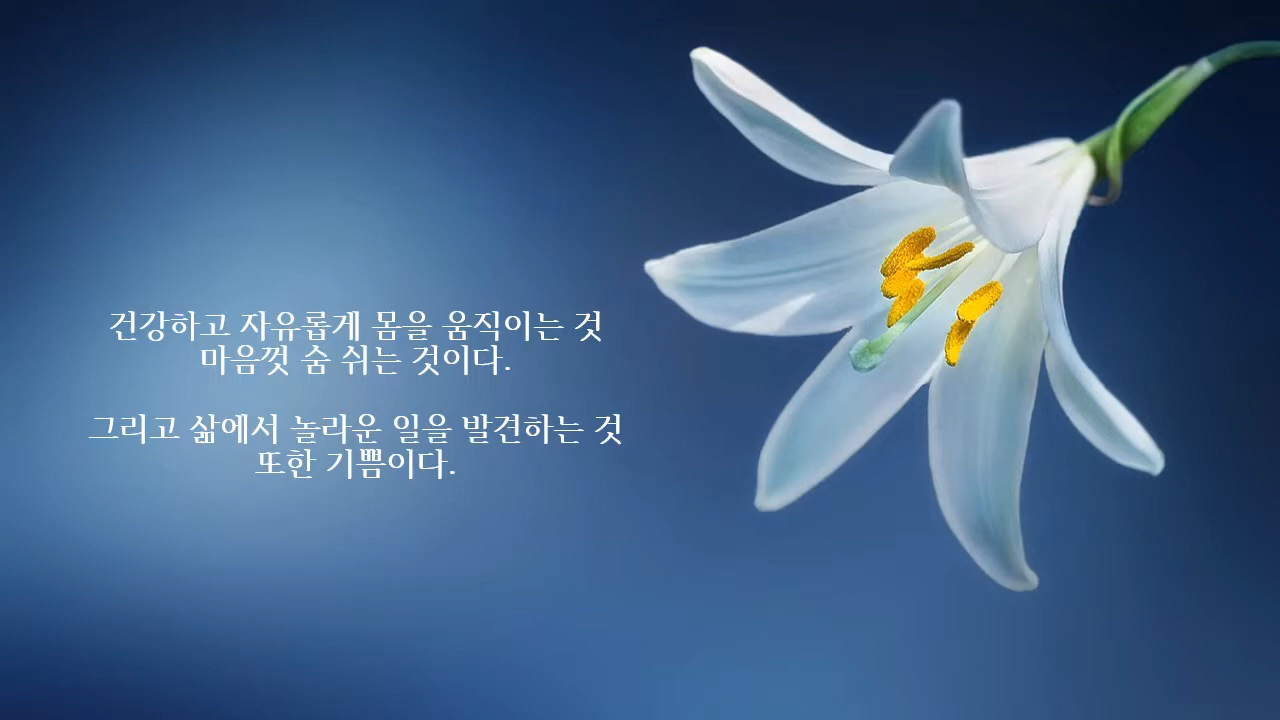 건강하고 자유롭게 몸을 움직이는 것
마음껏 숨 쉬는 것이다.
그리고 삶에서 놀라운 일을 발견하는 것
또한 기쁨이다.